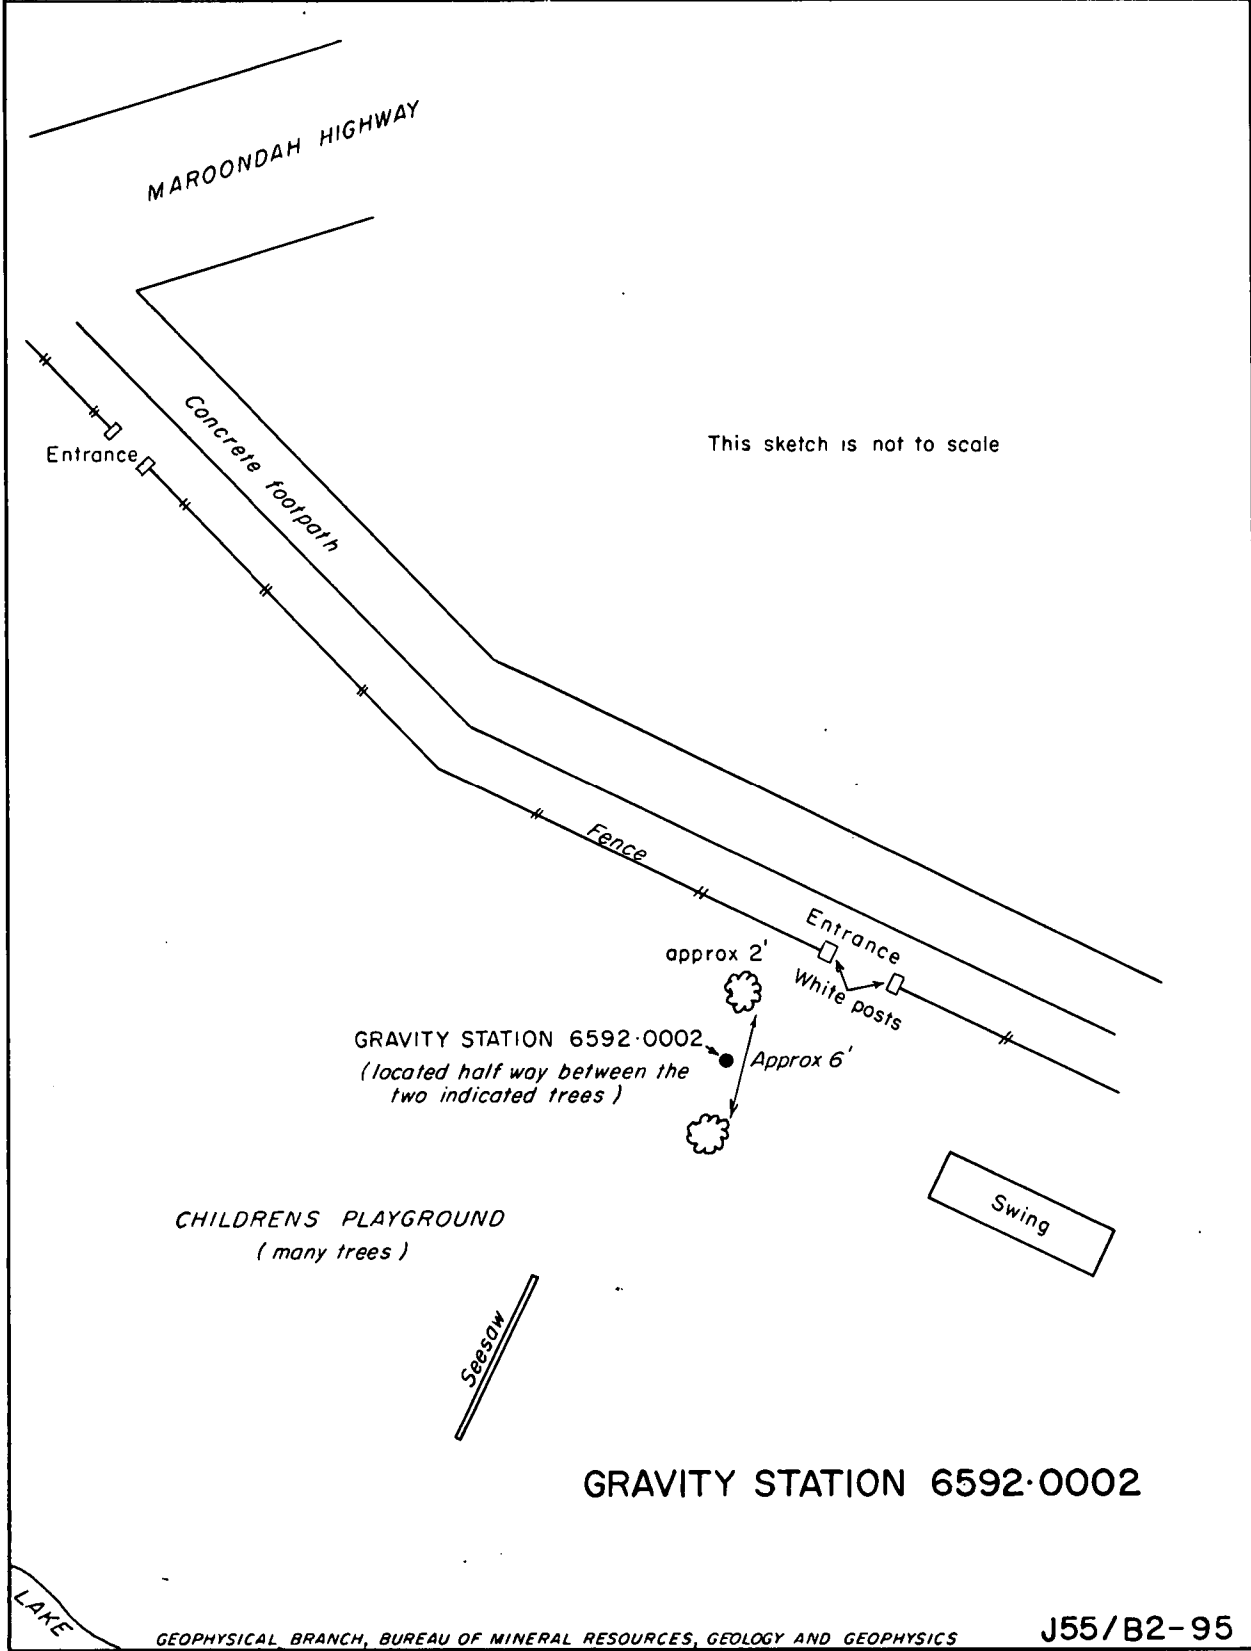 MAROONDAH HIGHWAY
Concrete footpath
Entrance
This sketch is not to scale
Fence
Entrance
approx 2'
White posts
GRAVITY STATION 6592·0002
(located half way between the
two indicated trees)
Approx 6'
Swing
CHILDRENS PLAYGROUND
(many trees)
Seesaw
GRAVITY STATION 6592·0002
LAKE
GEOPHYSICAL BRANCH, BUREAU OF MINERAL RESOURCES, GEOLOGY AND GEOPHYSICS
J55/B2-95